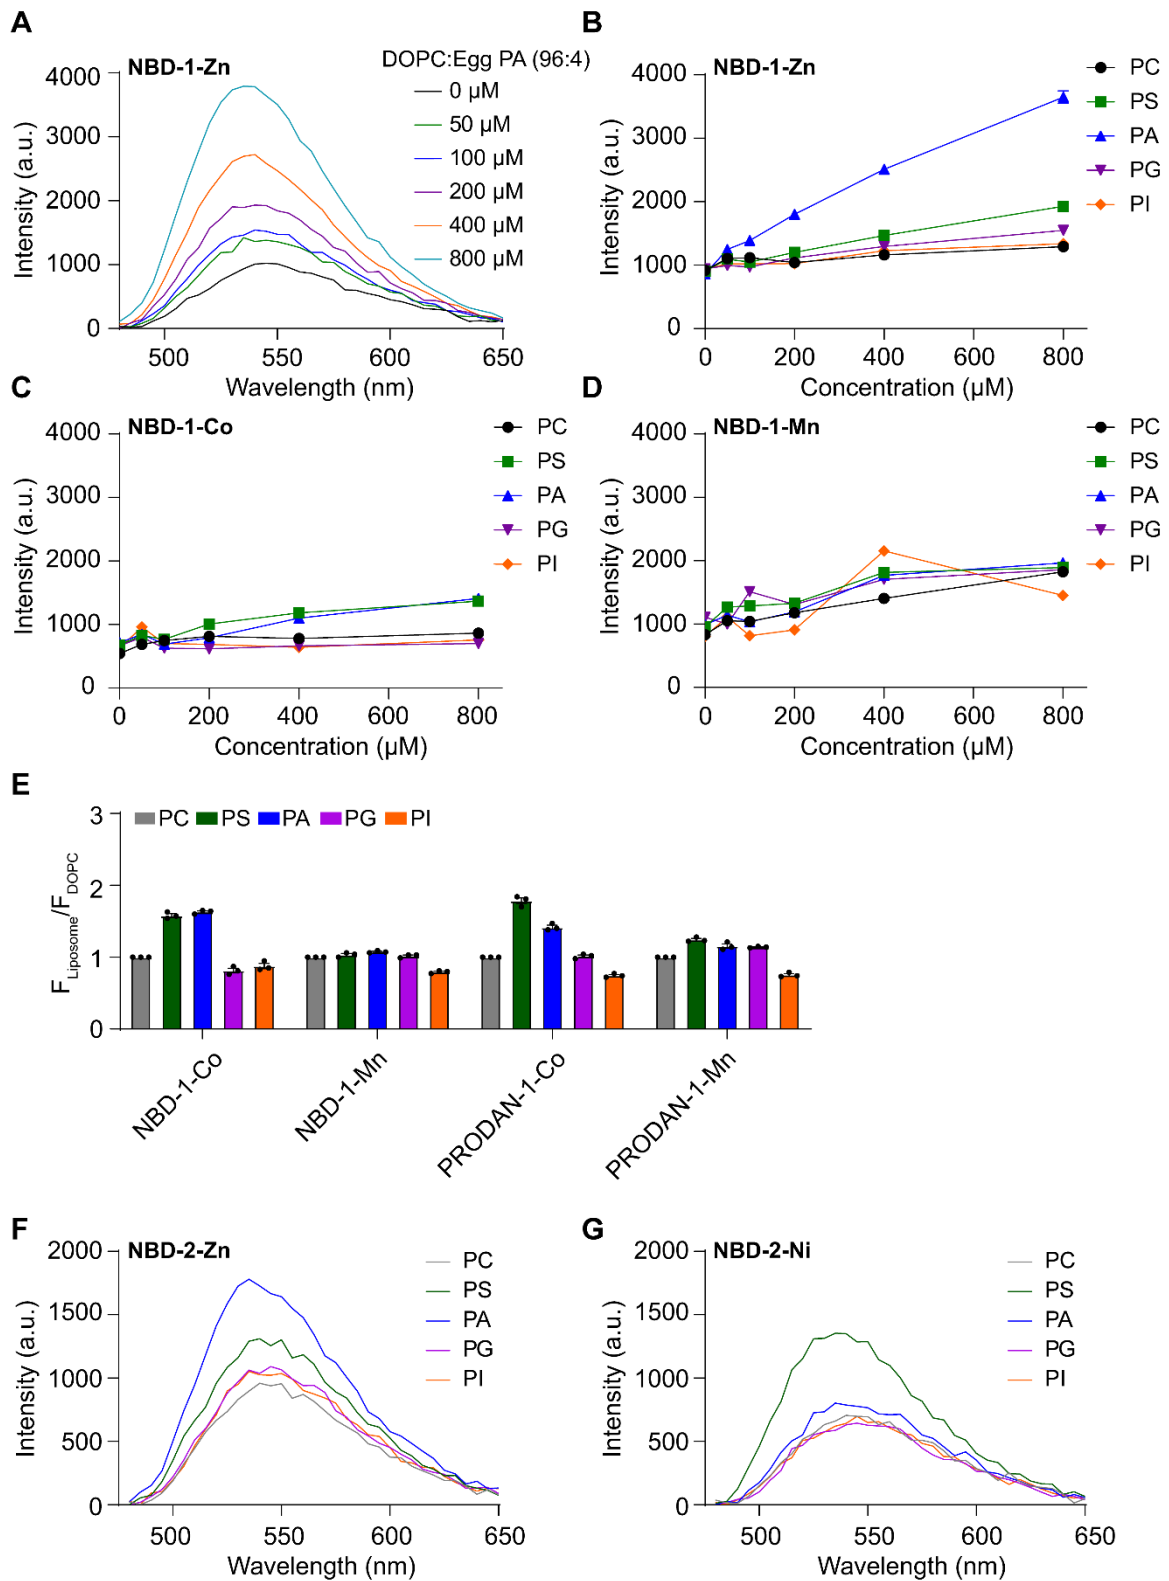 A
NBD-1-Zn
DOPC:Egg PA (96:4)
0 µM
50 µM
100 µM
200 µM
400 µM
800 µM
Intensity (a.u.)
4000
3000
2000
1000
0
500 550 600 650
Wavelength (nm)
B
NBD-1-Zn
PC
PS
PA
PG
PI
Intensity (a.u.)
4000
3000
2000
1000
0
0 200 400 600 800
Concentration (µM)
C
NBD-1-Co
PC
PS
PA
PG
PI
Intensity (a.u.)
4000
3000
2000
1000
0
0 200 400 600 800
Concentration (µM)
D
NBD-1-Mn
PC
PS
PA
PG
PI
Intensity (a.u.)
4000
3000
2000
1000
0
0 200 400 600 800
Concentration (µM)
E
PC PS PA PG PI
FLiposome/FDOPC
3
2
1
0
NBD-1-Co
NBD-1-Mn
PRODAN-1-Co
PRODAN-1-Mn
F
NBD-2-Zn
PC
PS
PA
PG
PI
Intensity (a.u.)
2000
1500
1000
500
0
500 550 600 650
Wavelength (nm)
G
NBD-2-Ni
PC
PS
PA
PG
PI
Intensity (a.u.)
2000
1500
1000
500
0
500 550 600 650
Wavelength (nm)